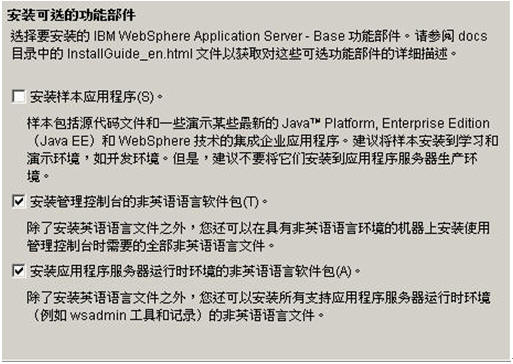 安装可选的功能部件
选择要安装的 IBM WebSphere Application Server - Base 功能部件。请参阅 docs
目录中的 InstallGuide_en.html 文件以获取对这些可选功能部件的详细描述。
安装样本应用程序(S)。
样本包括源代码文件和一些演示某些最新的 Java™ Platform, Enterprise Edition
（Java EE）和 WebSphere 技术的集成企业应用程序。建议将样本安装到学习和
演示环境，如开发环境。但是，建议不要将它们安装到应用程序服务器生产环
境。
安装管理控制台的非英语语言软件包(T)。
除了安装英语语言文件之外，您还可以在具有非英语语言环境的机器上安装使用
管理控制台时需要的全部非英语语言文件。
安装应用程序服务器运行时环境的非英语语言软件包(A)。
除了安装英语语言文件之外，您还可以安装所有支持应用程序服务器运行时环境
（例如 wsadmin 工具和记录）的非英语语言文件。